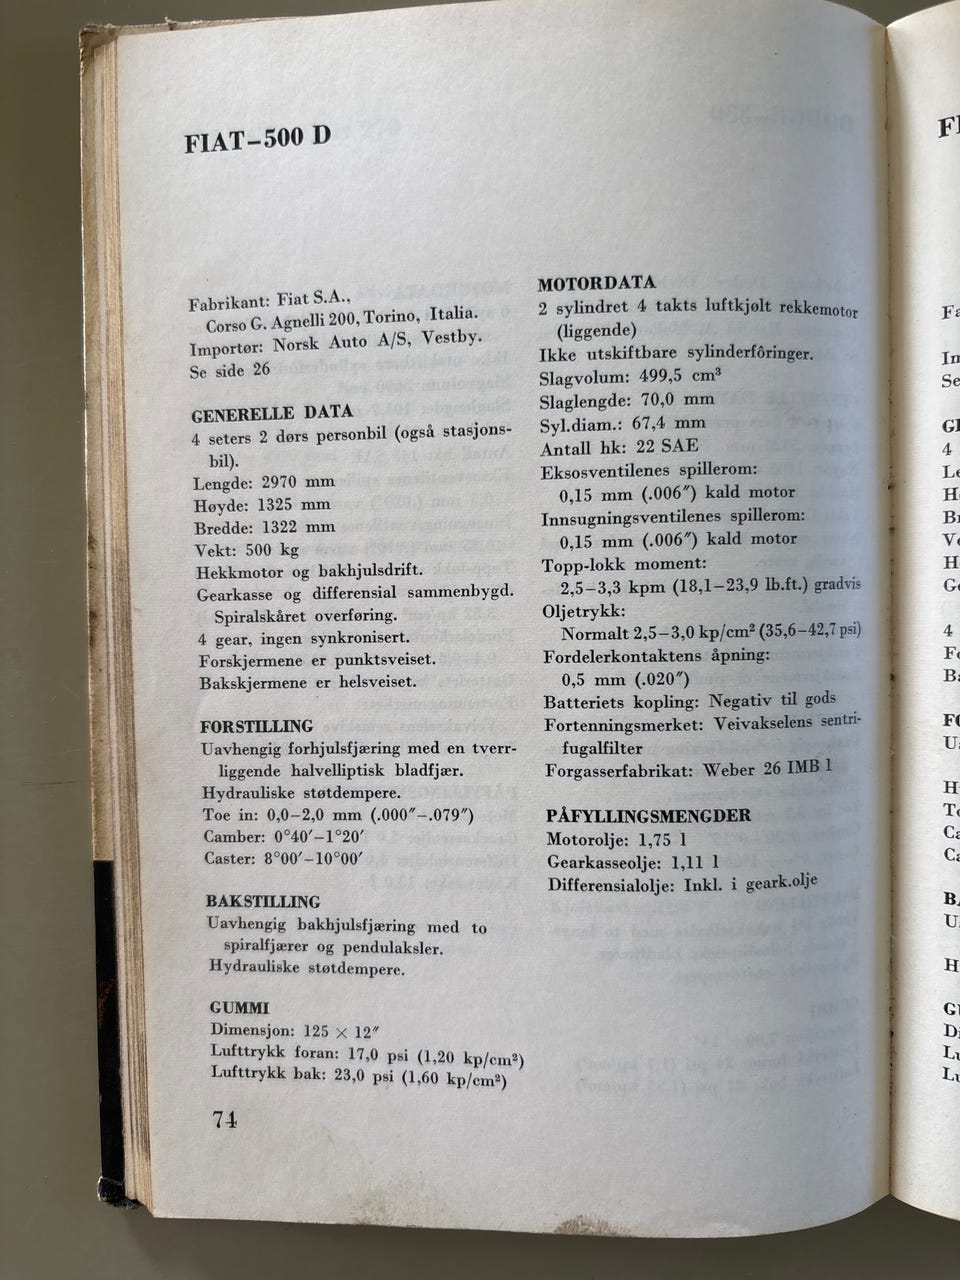 FIAT–500 D
Fabrikant: Fiat S.A.,
Corso G. Agnelli 200, Torino, Italia.
Importør: Norsk Auto A/S, Vestby.
Se side 26
GENERELLE DATA
4 seters 2 dørs personbil (også stasjons-
bil).
Lengde: 2970 mm
Høyde: 1325 mm
Bredde: 1322 mm
Vekt: 500 kg
Hekkmotor og bakhjulsdrift.
Gearkasse og differensial sammenbygd.
Spiralskåret overføring.
4 gear, ingen synkronisert.
Forskjermene er punktsveiset.
Bakskjermene er helsveiset.
FORSTILLING
Uavhengig forhjulsfjæring med en tverr-
liggende halvelliptisk bladfjær.
Hydrauliske støtdempere.
Toe in: 0,0–2,0 mm (.000″–.079″)
Camber: 0°40′–1°20′
Caster: 8°00′–10°00′
BAKSTILLING
Uavhengig bakhjulsfjæring med to
spiralfjærer og pendulaksler.
Hydrauliske støtdempere.
GUMMI
Dimensjon: 125 × 12″
Lufttrykk foran: 17,0 psi (1,20 kp/cm²)
Lufttrykk bak: 23,0 psi (1,60 kp/cm²)
74
MOTORDATA
2 sylindret 4 takts luftkjølt rekkemotor
(liggende)
Ikke utskiftbare sylinderfôringer.
Slagvolum: 499,5 cm³
Slaglengde: 70,0 mm
Syl.diam.: 67,4 mm
Antall hk: 22 SAE
Eksosventilenes spillerom:
0,15 mm (.006″) kald motor
Innsugningsventilenes spillerom:
0,15 mm (.006″) kald motor
Topp-lokk moment:
2,5–3,3 kpm (18,1–23,9 lb.ft.) gradvis
Oljetrykk:
Normalt 2,5–3,0 kp/cm² (35,6–42,7 psi)
Fordelerkontaktens åpning:
0,5 mm (.020″)
Batteriets kopling: Negativ til gods
Fortenningsmerket: Veivakselens sentri-
fugalfilter
Forgasserfabrikat: Weber 26 IMB 1
PÅFYLLINGSMENGDER
Motorolje: 1,75 l
Gearkasseolje: 1,11 l
Differensialolje: Inkl. i geark.olje